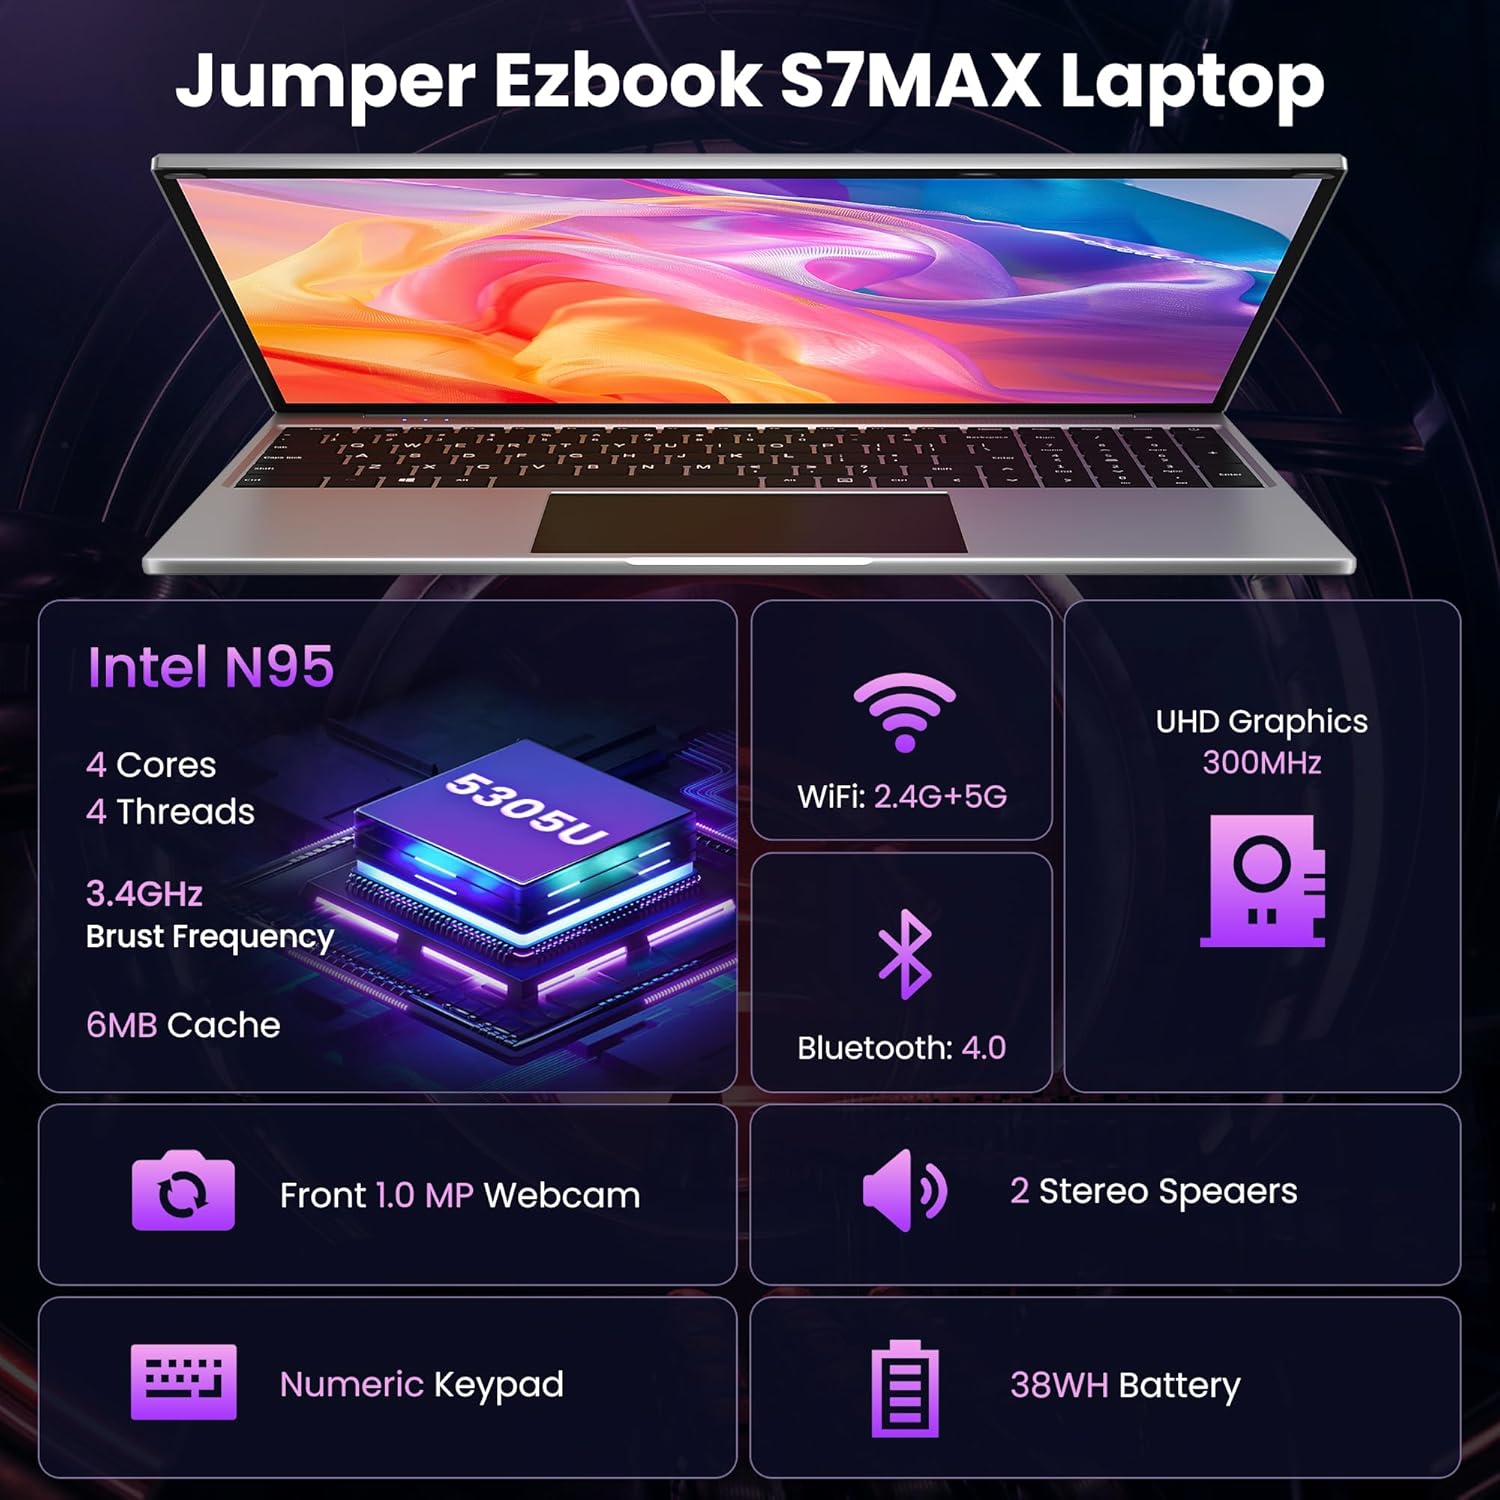 Jumper Ezbook S7MAX Laptop
Intel N95
4 Cores
4 Threads
3.4GHz
Brust Frequency
6MB Cache
5305U
WiFi: 2.4G+5G
Bluetooth: 4.0
UHD Graphics
300MHz
Front 1.0 MP Webcam
2 Stereo Speaers
Numeric Keypad
38WH Battery